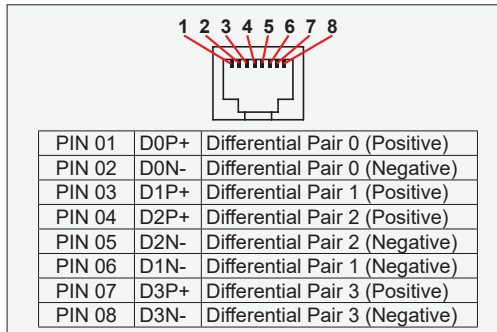 1 2 3 4 5 6 7 8
PIN 01 D0P+ Differential Pair 0 (Positive)
PIN 02 D0N- Differential Pair 0 (Negative)
PIN 03 D1P+ Differential Pair 1 (Positive)
PIN 04 D2P+ Differential Pair 2 (Positive)
PIN 05 D2N- Differential Pair 2 (Negative)
PIN 06 D1N- Differential Pair 1 (Negative)
PIN 07 D3P+ Differential Pair 3 (Positive)
PIN 08 D3N- Differential Pair 3 (Negative)